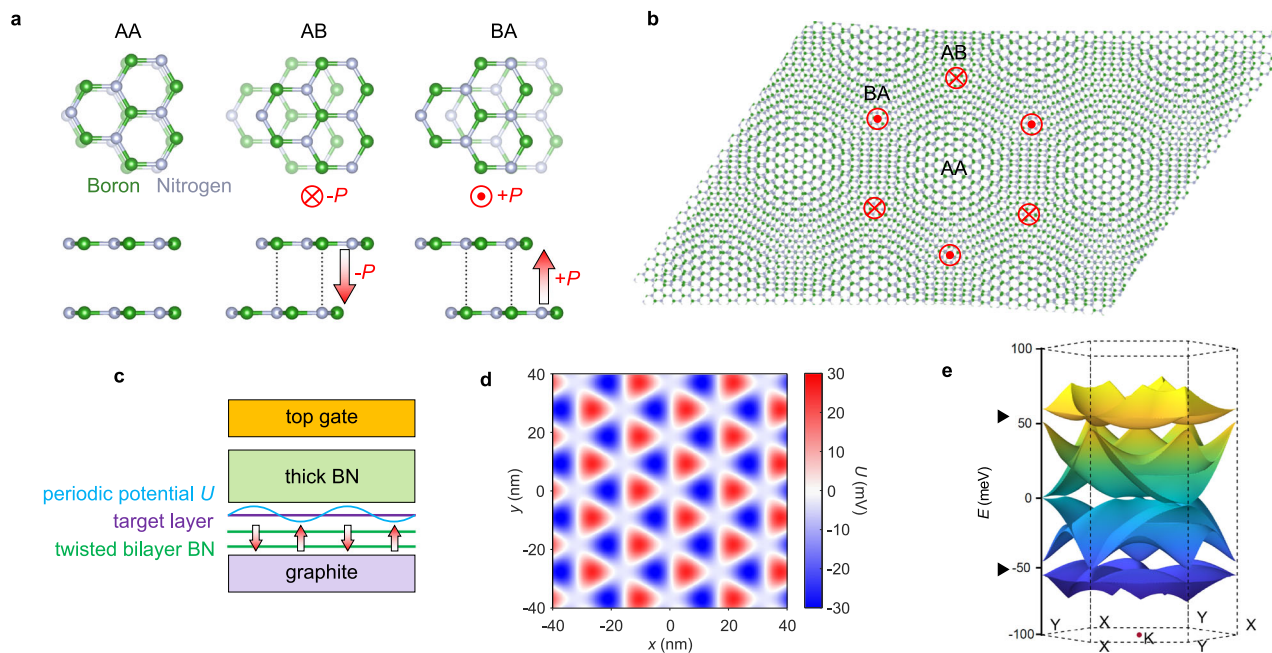 a
AA
AB
BA
Boron
Nitrogen
-P
+P
-P
+P
b
AB
BA
AA
c
top gate
thick BN
periodic potential U
target layer
twisted bilayer BN
graphite
d
40
20
0
-20
-40
y (nm)
-40
-20
0
20
40
x (nm)
30
20
10
0
-10
-20
-30
U (mV)
e
100
50
0
-50
-100
E (meV)
Y
X
Y
X
X
K
Y